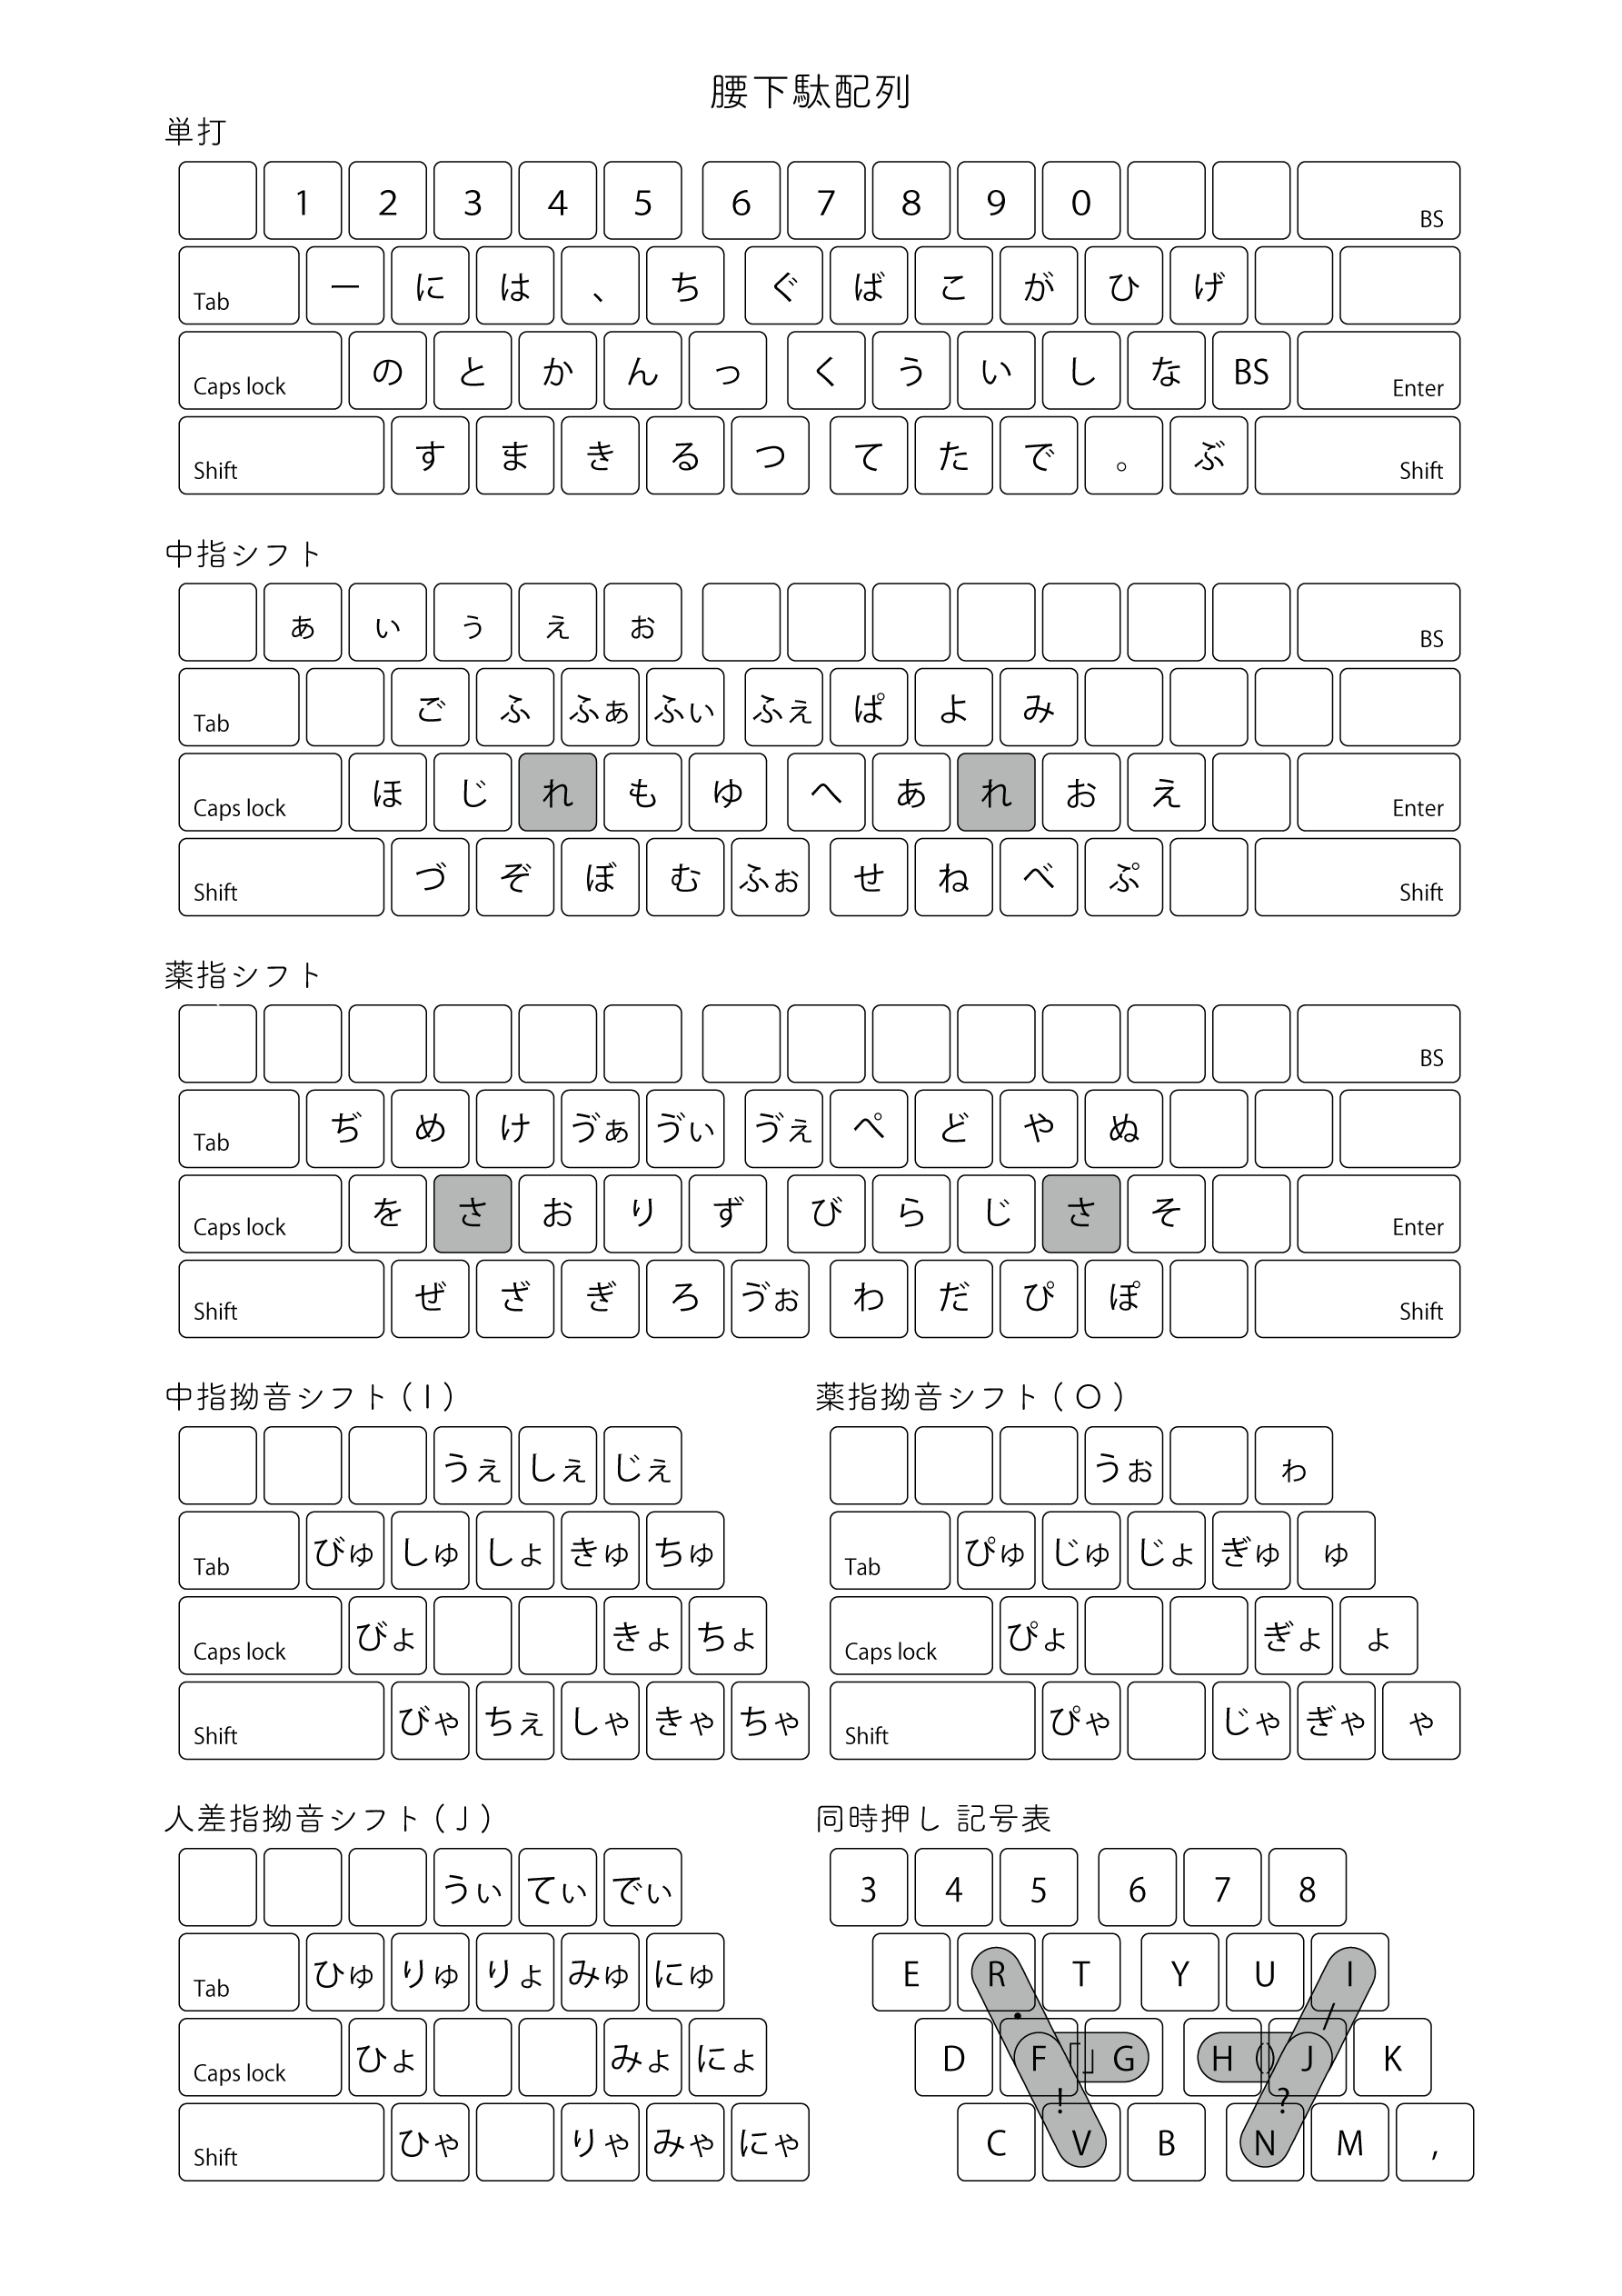 腰下駄配列
単打
1 2 3 4 5 6 7 8 9 0 BS
Tab ー に は 、 ち ぐ ば こ が ひ げ
Caps lock の と か ん っ く う い し な BS Enter
Shift す ま き る つ て た で 。 ぶ Shift
中指シフト
ぁ ぃ ぅ ぇ ぉ BS
Tab ご ふ ふぁ ふぃ ふぇ ぱ よ み
Caps lock ほ じ れ も ゆ へ あ れ お え Enter
Shift づ ぞ ぼ む ふぉ せ ね べ ぷ Shift
薬指シフト
BS
Tab ぢ め け ゔぁ ゔぃ ゔぇ ぺ ど や ぬ
Caps lock を さ お り ず び ら じ さ そ Enter
Shift ぜ ざ ぎ ろ ゔぉ わ だ ぴ ぽ Shift
中指拗音シフト(I)
うぇ しぇ じぇ
Tab びゅ しゅ しょ きゅ ちゅ
Caps lock びょ きょ ちょ
Shift びゃ ちぇ しゃ きゃ ちゃ
薬指拗音シフト(O)
うぉ ゎ
Tab ぴゅ じゅ じょ ぎゅ ゅ
Caps lock ぴょ ぎょ ょ
Shift ぴゃ じゃ ぎゃ ゃ
人差指拗音シフト(J)
うぃ てぃ でぃ
Tab ひゅ りゅ りょ みゅ にゅ
Caps lock ひょ みょ にょ
Shift ひゃ りゃ みゃ にゃ
同時押し 記号表
3 4 5 6 7 8
E R T Y U I
・ /
D F 「」 G H () J K
! ?
C V B N M ,